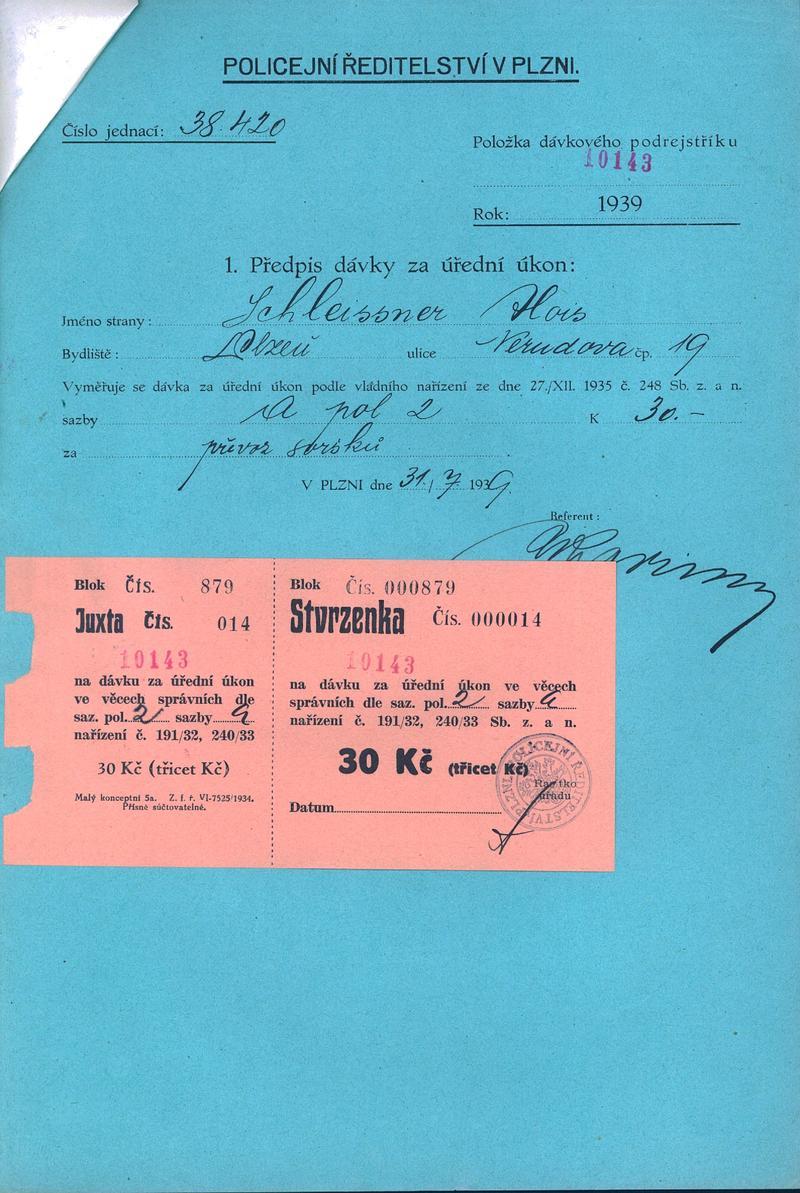 POLICEJNÍ ŘEDITELSTVÍ V PLZNI.
Číslo jednací: 38.420
Položka dávkového podrejstříku
10143
Rok: 1939
1. Předpis dávky za úřední úkon:
Jméno strany: Schleissner Alois
Bydliště: Plzeň ulice Nerudova čp. 19
Vyměřuje se dávka za úřední úkon podle vládního nařízení ze dne 27./XII. 1935 č. 248 Sb. z. a n.
sazby A pol 2 K 30.–
za převoz
V PLZNI dne 31/7 1939.
Referent:
Blok Čís. 879
Juxta čís. 014
10143
na dávku za úřední úkon
ve věcech správních dle
saz. pol. 2 sazby a
nařízení č. 191/32, 240/33
30 Kč (třicet Kč)
Malý konceptní 5a. Z. f. ř. VI-7525/1934.
Přísně súčtovatelné.
Blok Čís. 000879
Stvrzenka Čís. 000014
10143
na dávku za úřední úkon ve věcech
správních dle saz. pol. 2 sazby a
nařízení č. 191/32, 240/33 Sb. z. a n.
30 Kč (třicet Kč)
Razítko
úřadu
Datum
POLICEJNÍ ŘEDITELSTVÍ PLZNI